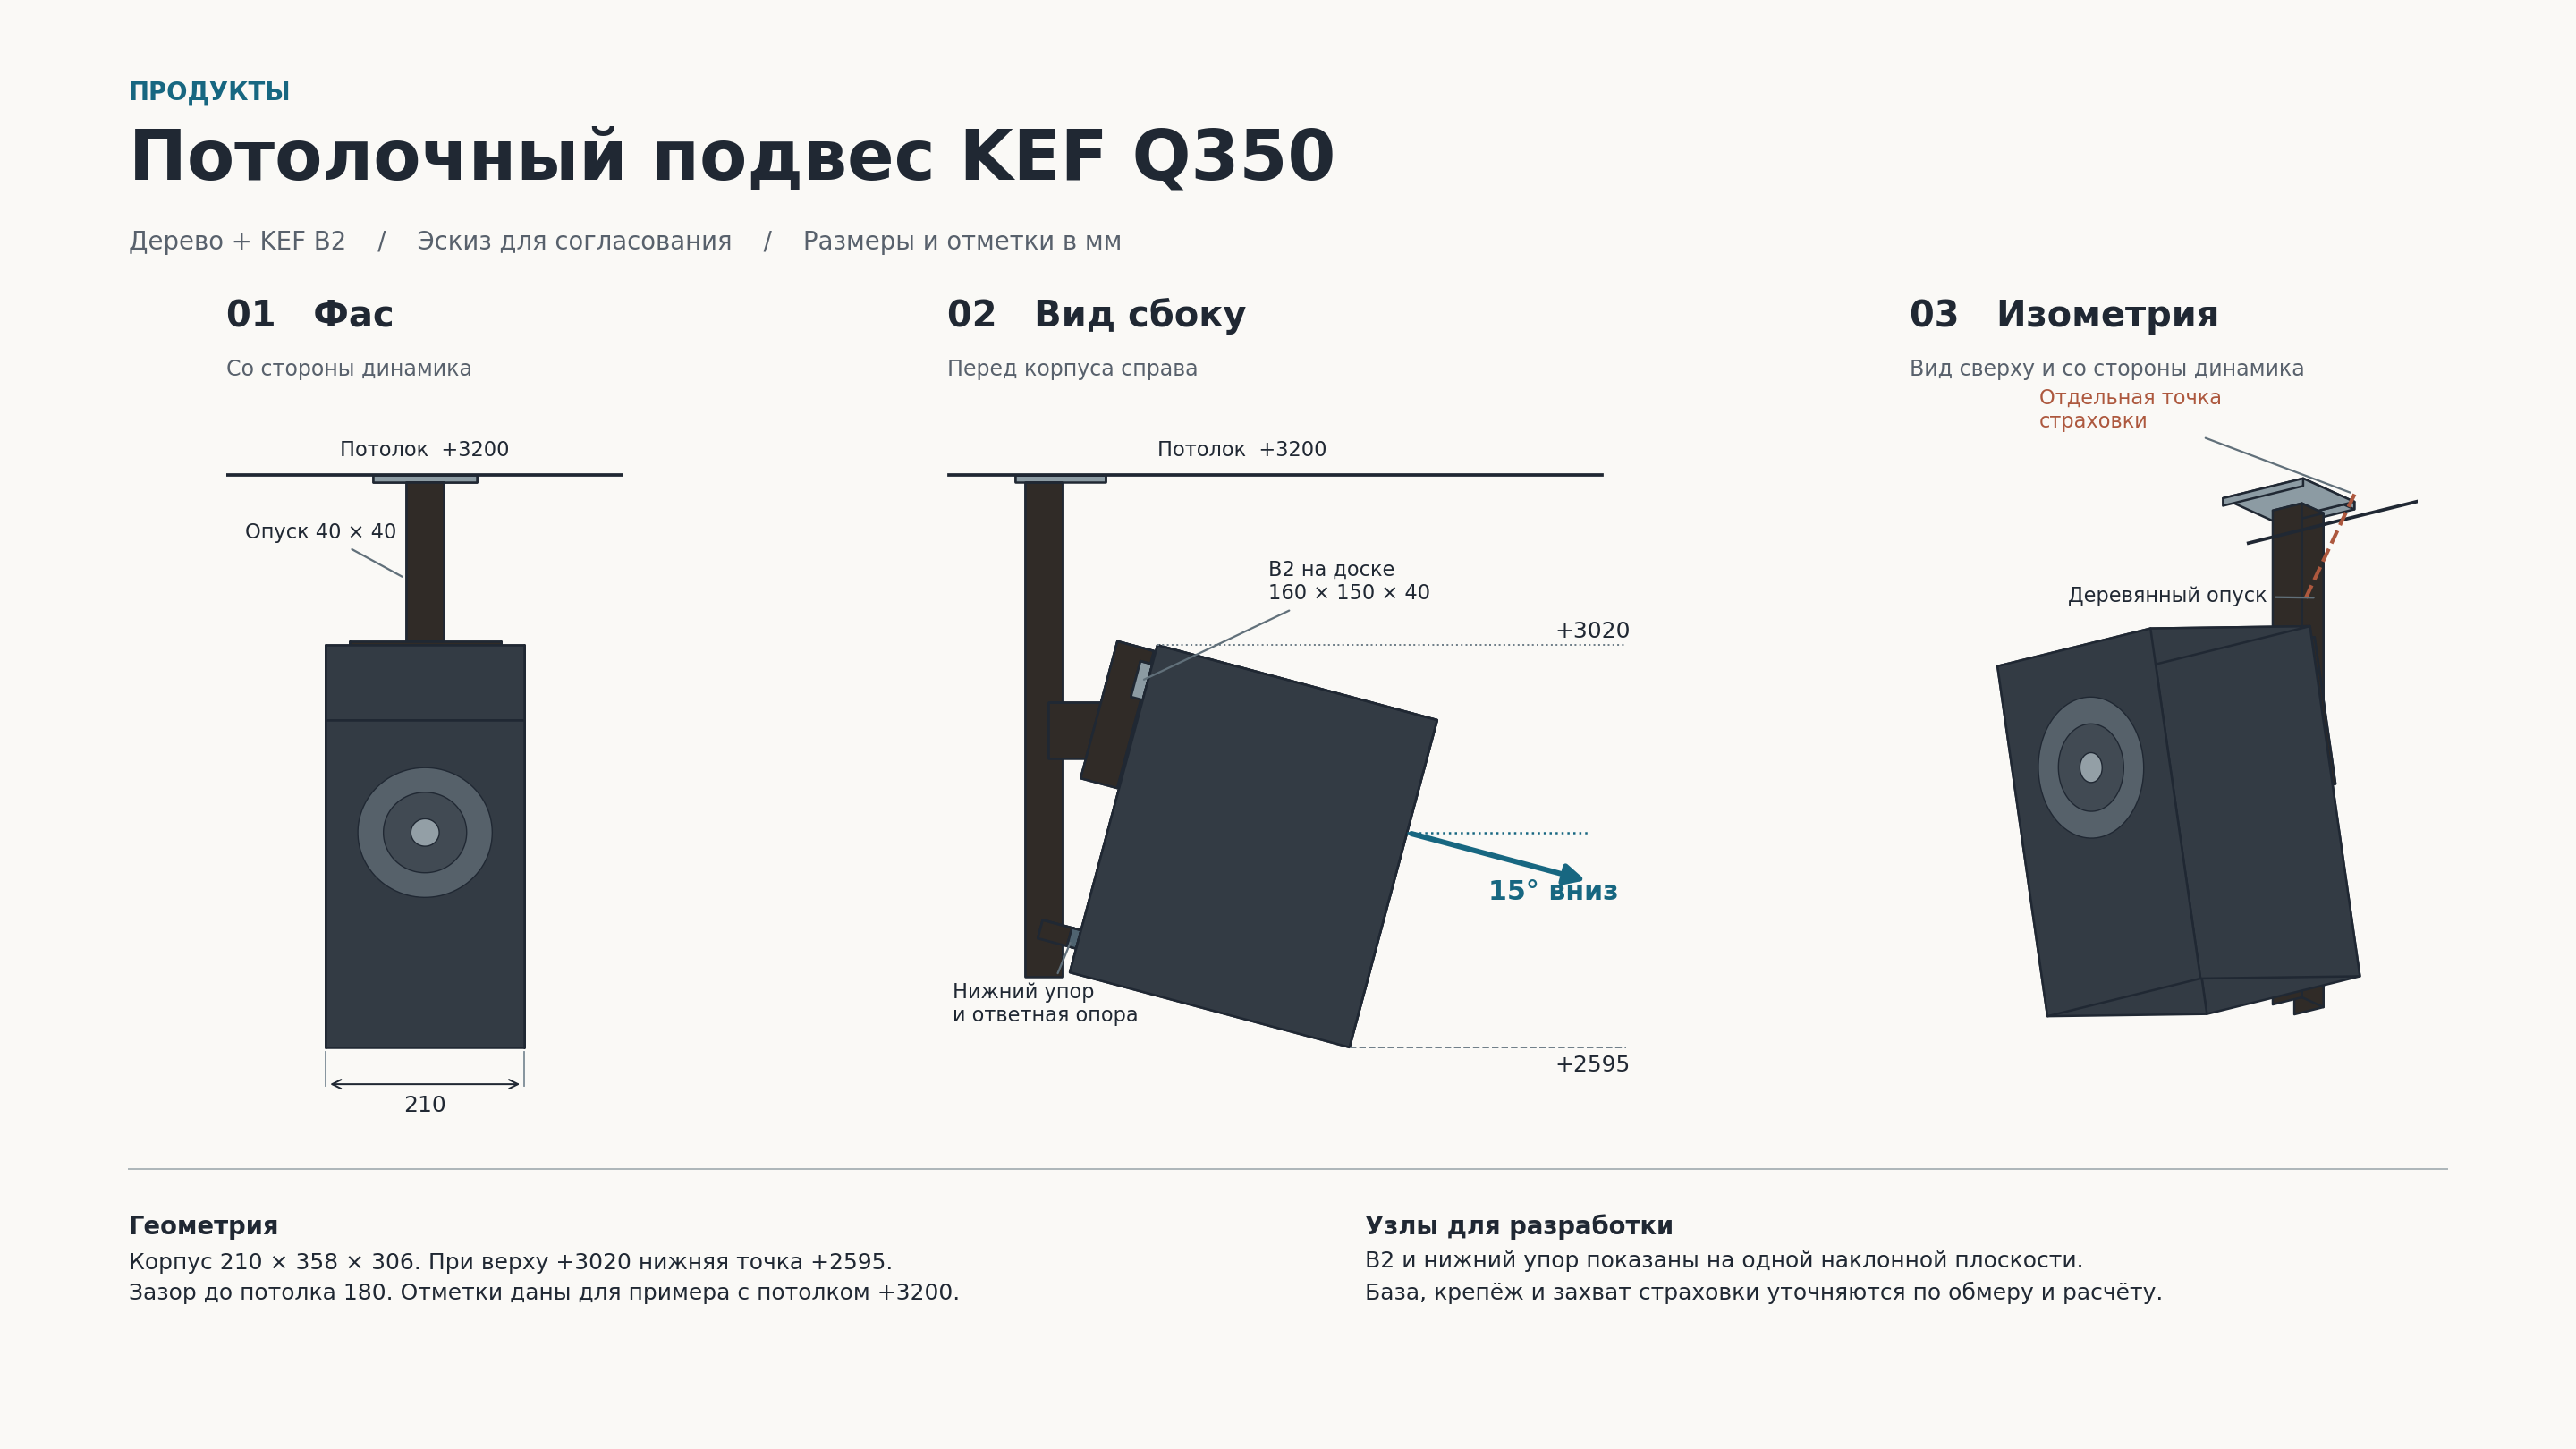 ПРОДУКТЫ
Потолочный подвес KEF Q350
Дерево + KEF B2 / Эскиз для согласования / Размеры и отметки в мм
01 Фас
Со стороны динамика
Потолок +3200
Опуск 40 × 40
210
02 Вид сбоку
Перед корпуса справа
Потолок +3200
B2 на доске
160 × 150 × 40
+3020
15° вниз
Нижний упор
и ответная опора
+2595
03 Изометрия
Вид сверху и со стороны динамика
Отдельная точка
страховки
Деревянный опуск
Геометрия
Корпус 210 × 358 × 306. При верху +3020 нижняя точка +2595.
Зазор до потолка 180. Отметки даны для примера с потолком +3200.
Узлы для разработки
B2 и нижний упор показаны на одной наклонной плоскости.
База, крепёж и захват страховки уточняются по обмеру и расчёту.